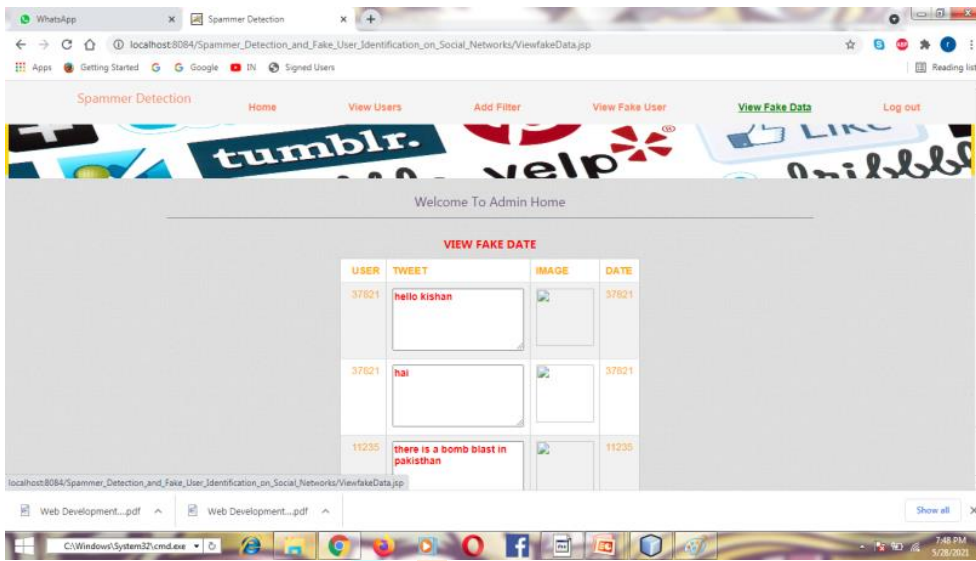 WhatsApp
Spammer Detection
localhost:8084/Spammer_Detection_and_Fake_User_Identification_on_Social_Networks/ViewfakeData.jsp
Apps Getting Started Google IN Signed Users Reading list
Spammer Detection Home View Users Add Filter View Fake User View Fake Data Log out
tumblr. yelp LIKE dribbble
Welcome To Admin Home
VIEW FAKE DATE
USER TWEET IMAGE DATE
37821 hello kishan 37821
37821 hai 37821
11235 there is a bomb blast in 11235
pakisthan
localhost:8084/Spammer_Detection_and_Fake_User_Identification_on_Social_Networks/ViewfakeData.jsp
Web Development....pdf Web Development....pdf Show all
C:\Windows\System32\cmd.exe
7:48 PM
5/28/2021